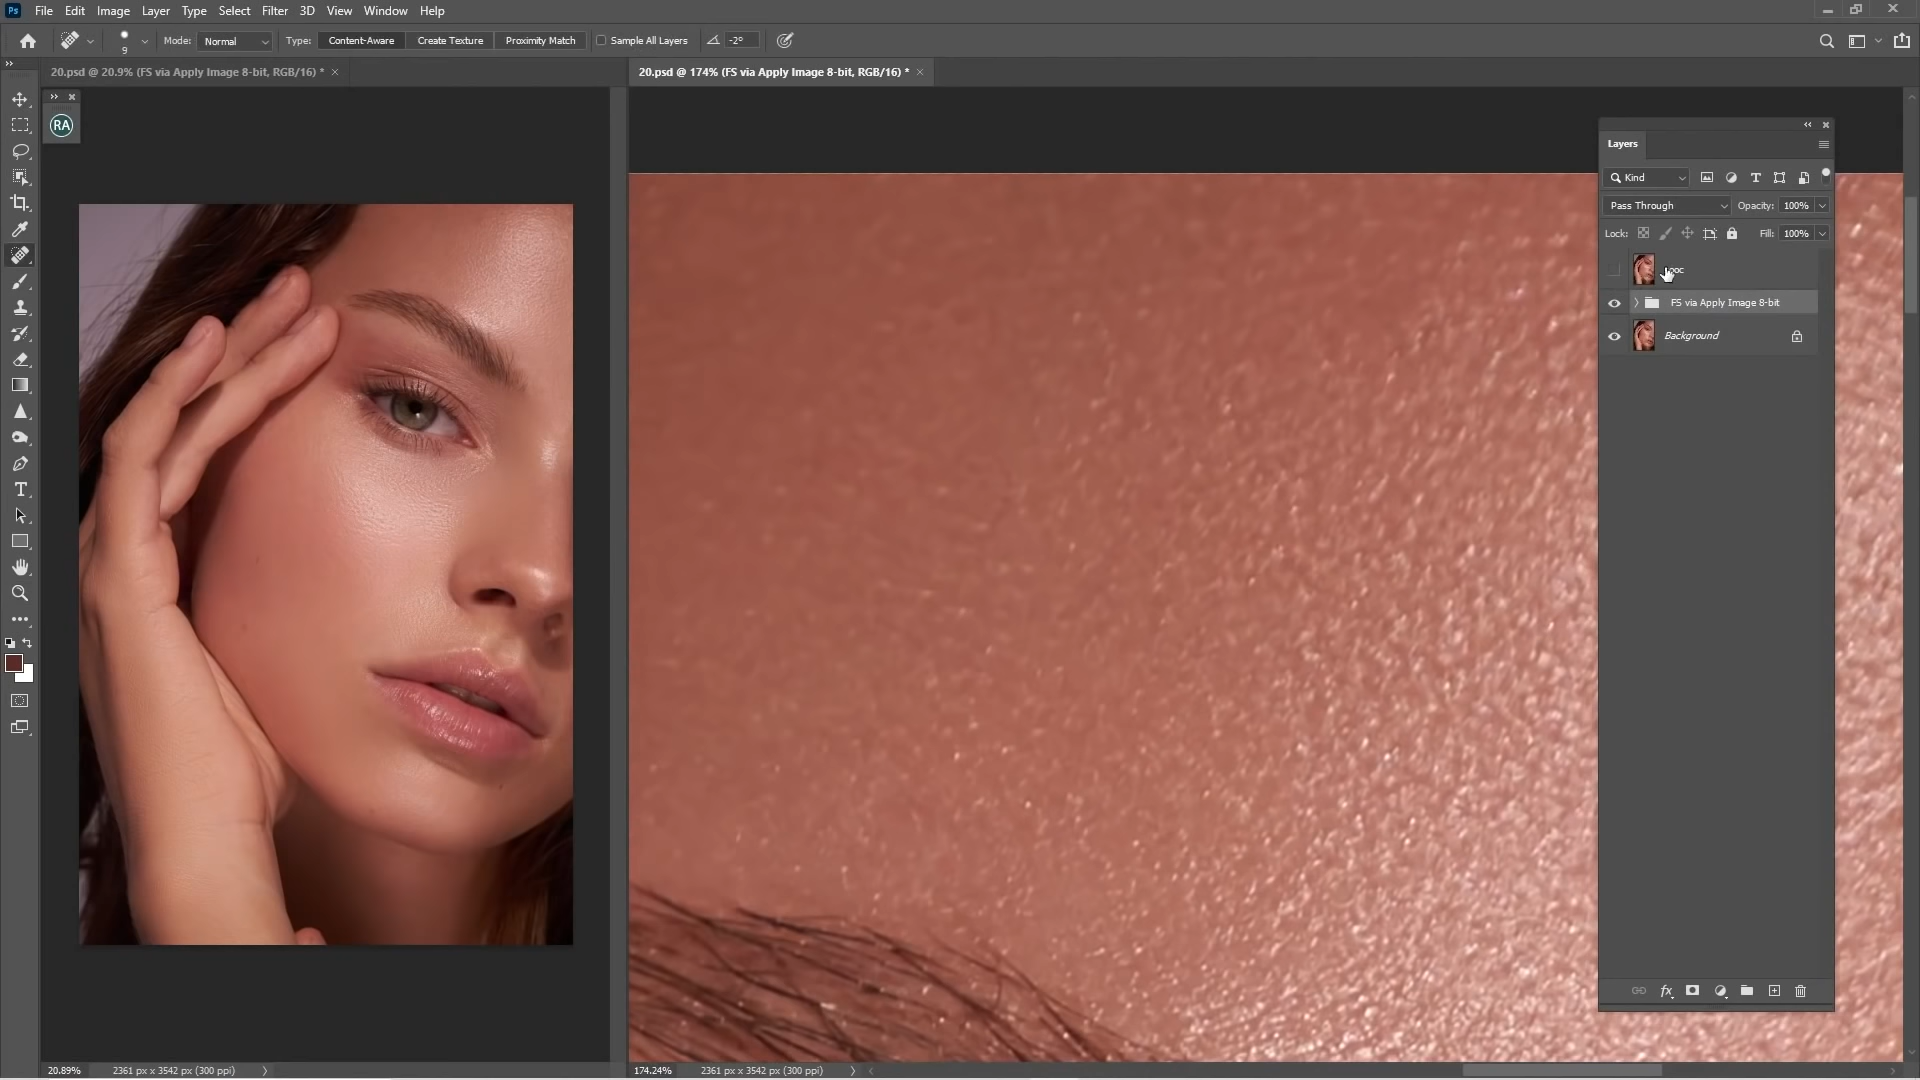 Ps File Edit Image Layer Type Select Filter 3D View Window Help
9 Mode: Normal Type: Content-Aware Create Texture Proximity Match Sample All Layers -2°
20.psd @ 20.9% (FS via Apply Image 8-bit, RGB/16) * ×
20.psd @ 174% (FS via Apply Image 8-bit, RGB/16) * ×
RA
Layers
Kind
Pass Through Opacity: 100%
Lock: Fill: 100%
FS via Apply Image 8-bit
Background
fx
20.89% 2361 px x 3542 px (300 ppi)
174.24% 2361 px x 3542 px (300 ppi)